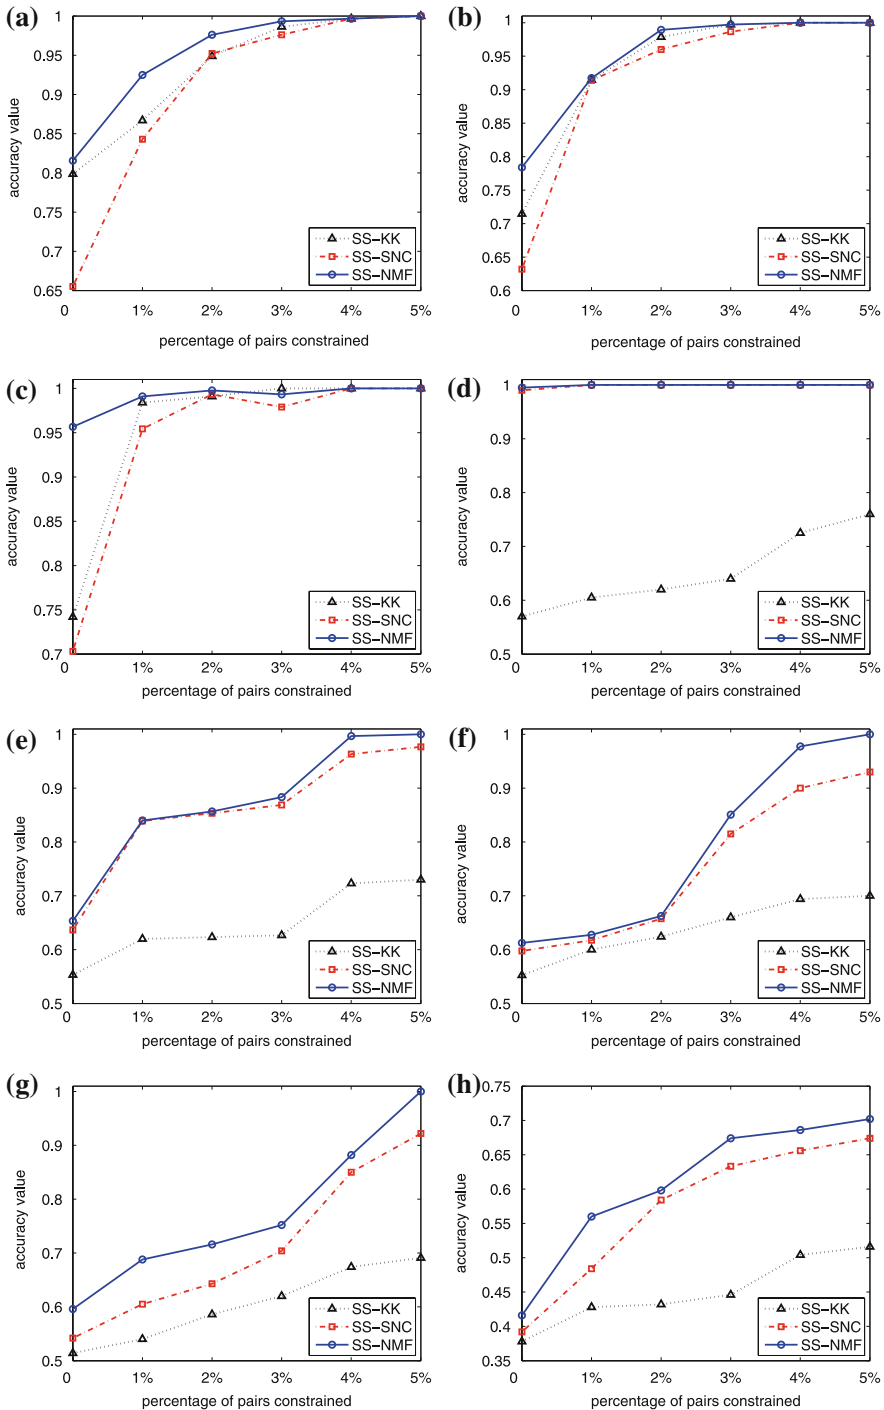 (a)
1
0.95
0.9
0.85
0.8
0.75
0.7
0.65
accuracy value
SS-KK
SS-SNC
SS-NMF
0 1% 2% 3% 4% 5%
percentage of pairs constrained
(b)
1
0.95
0.9
0.85
0.8
0.75
0.7
0.65
0.6
accuracy value
SS-KK
SS-SNC
SS-NMF
0 1% 2% 3% 4% 5%
percentage of pairs constrained
(c)
1
0.95
0.9
0.85
0.8
0.75
0.7
accuracy value
SS-KK
SS-SNC
SS-NMF
0 1% 2% 3% 4% 5%
percentage of pairs constrained
(d)
1
0.9
0.8
0.7
0.6
0.5
accuracy value
SS-KK
SS-SNC
SS-NMF
0 1% 2% 3% 4% 5%
percentage of pairs constrained
(e)
1
0.9
0.8
0.7
0.6
0.5
accuracy value
SS-KK
SS-SNC
SS-NMF
0 1% 2% 3% 4% 5%
percentage of pairs constrained
(f)
1
0.9
0.8
0.7
0.6
0.5
accuracy value
SS-KK
SS-SNC
SS-NMF
0 1% 2% 3% 4% 5%
percentage of pairs constrained
(g)
1
0.9
0.8
0.7
0.6
0.5
accuracy value
SS-KK
SS-SNC
SS-NMF
0 1% 2% 3% 4% 5%
percentage of pairs constrained
(h)
0.75
0.7
0.65
0.6
0.55
0.5
0.45
0.4
0.35
accuracy value
SS-KK
SS-SNC
SS-NMF
0 1% 2% 3% 4% 5%
percentage of pairs constrained